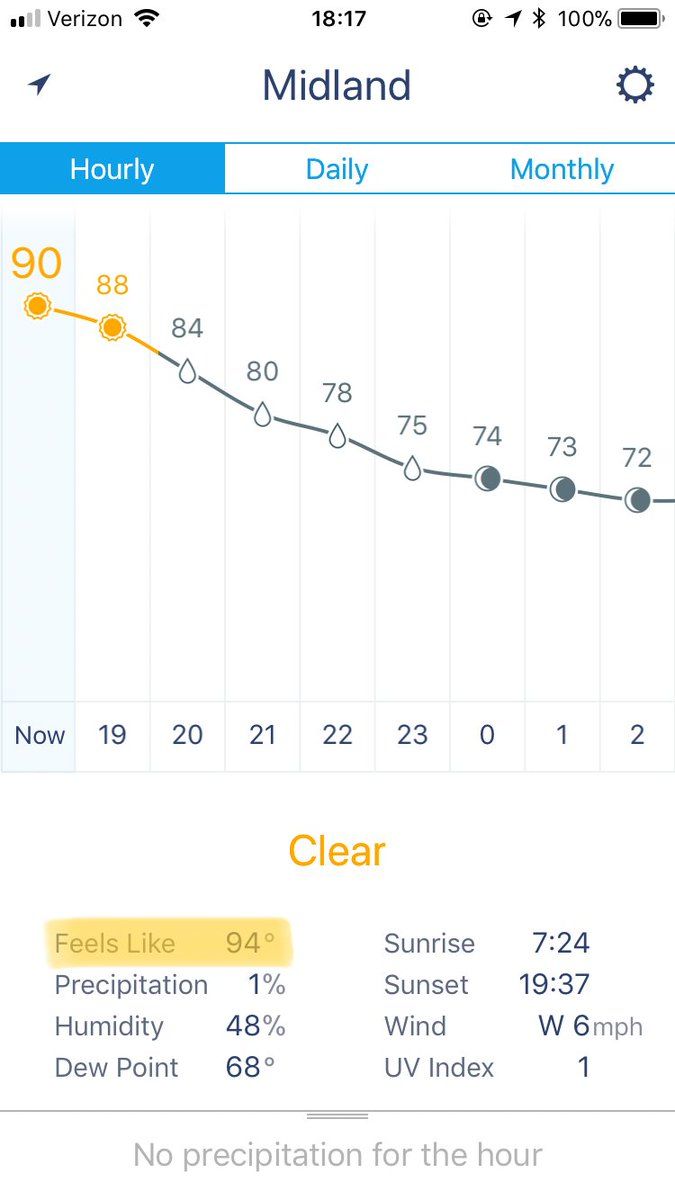 Verizon 18:17 100%
Midland
Hourly Daily Monthly
90 88 84 80 78 75 74 73 72
Now 19 20 21 22 23 0 1 2
Clear
Feels Like 94° Sunrise 7:24
Precipitation 1% Sunset 19:37
Humidity 48% Wind W 6 mph
Dew Point 68° UV Index 1
No precipitation for the hour